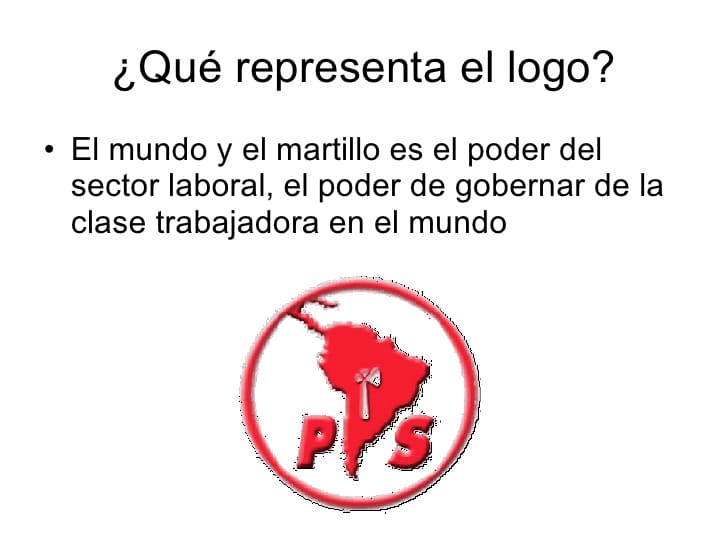 ¿Qué representa el logo?
• El mundo y el martillo es el poder del
sector laboral, el poder de gobernar de la
clase trabajadora en el mundo
P S